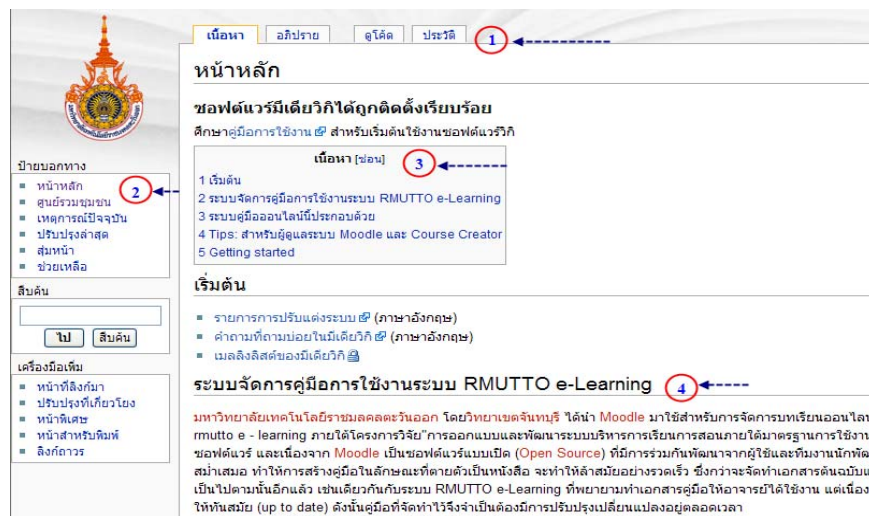 เนื้อหา อภิปราย ดูโค้ด ประวัติ 1
หน้าหลัก
ซอฟต์แวร์มีเดียวิกิได้ถูกติดตั้งเรียบร้อย
ศึกษาคู่มือการใช้งาน สำหรับเริ่มต้นใช้งานซอฟต์แวร์วิกิ
เนื้อหา [ซ่อน] 3
1 เริ่มต้น
2 ระบบจัดการคู่มือการใช้งานระบบ RMUTTO e-Learning
3 ระบบคู่มือออนไลน์นี้ประกอบด้วย
4 Tips: สำหรับผู้ดูแลระบบ Moodle และ Course Creator
5 Getting started
ป้ายบอกทาง
หน้าหลัก
ศูนย์รวมชุมชน
2
เหตุการณ์ปัจจุบัน
ปรับปรุงล่าสุด
สุ่มหน้า
ช่วยเหลือ
สืบค้น
ไป สืบค้น
เครื่องมือเพิ่ม
หน้าที่ลิงก์มา
ปรับปรุงที่เกี่ยวโยง
หน้าพิเศษ
หน้าสำหรับพิมพ์
ลิงก์ถาวร
เริ่มต้น
รายการการปรับแต่งระบบ (ภาษาอังกฤษ)
คำถามที่ถามบ่อยในมีเดียวิกิ (ภาษาอังกฤษ)
เมลลิงลิสต์ของมีเดียวิกิ
ระบบจัดการคู่มือการใช้งานระบบ RMUTTO e-Learning 4
มหาวิทยาลัยเทคโนโลยีราชมงคลตะวันออก โดยวิทยาเขตจันทบุรี ได้นำ Moodle มาใช้สำหรับการจัดการบทเรียนออนไลน
rmutto e - learning ภายใต้โครงการวิจัย"การออกแบบและพัฒนาระบบบริหารการเรียนการสอนภายใต้มาตรฐานการใช้งาน
ซอฟต์แวร์ และเนื่องจาก Moodle เป็นซอฟต์แวร์แบบเปิด (Open Source) ที่มีการร่วมกันพัฒนาจากผู้ใช้และทีมงานนักพัฒ
สม่ำเสมอ ทำให้การสร้างคู่มือในลักษณะที่ตายตัวเป็นหนังสือ จะทำให้ล้าสมัยอย่างรวดเร็ว ซึ่งกว่าจะจัดทำเอกสารต้นฉบับแ
เป็นไปตามนั้นอีกแล้ว เช่นเดียวกันกับระบบ RMUTTO e-Learning ที่พยายามทำเอกสารคู่มือให้อาจารย์ได้ใช้งาน แต่เนื่อง
ให้ทันสมัย (up to date) ดังนั้นคู่มือที่จัดทำไว้จึงจำเป็นต้องมีการปรับปรุงเปลี่ยนแปลงอยู่ตลอดเวลา